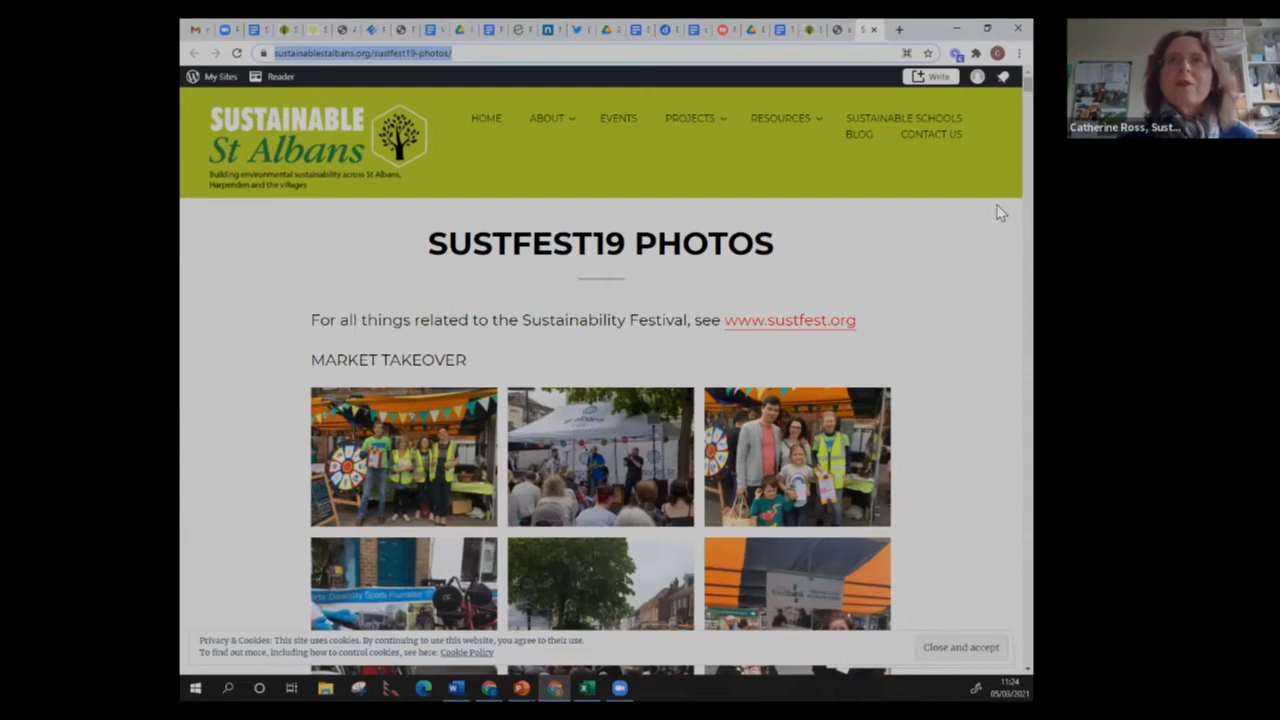 sustainablestalbans.org/sustfest19-photos/
My Sites
Reader
Write
SUSTAINABLE
St Albans
Building environmental sustainability across St Albans,
Harpenden and the villages
HOME
ABOUT
EVENTS
PROJECTS
RESOURCES
SUSTAINABLE SCHOOLS
BLOG
CONTACT US
Catherine Ross, Sust...
SUSTFEST19 PHOTOS
For all things related to the Sustainability Festival, see www.sustfest.org
MARKET TAKEOVER
Disability Sports Foundation
Privacy & Cookies: This site uses cookies. By continuing to use this website, you agree to their use.
To find out more, including how to control cookies, see here: Cookie Policy
Close and accept
11:24
05/03/2021